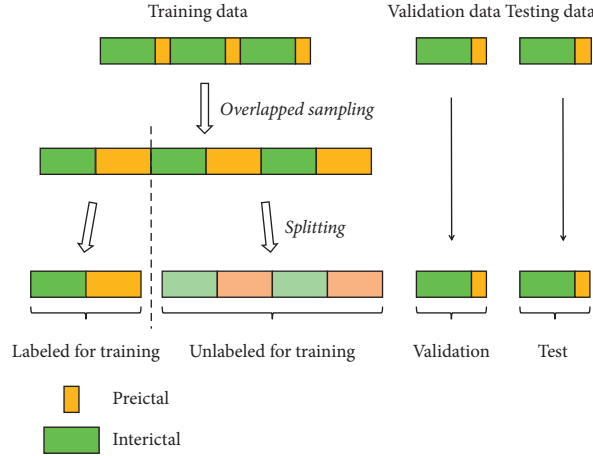 Training data
Validation data
Testing data
Overlapped sampling
Splitting
Labeled for training
Unlabeled for training
Validation
Test
Preictal
Interictal